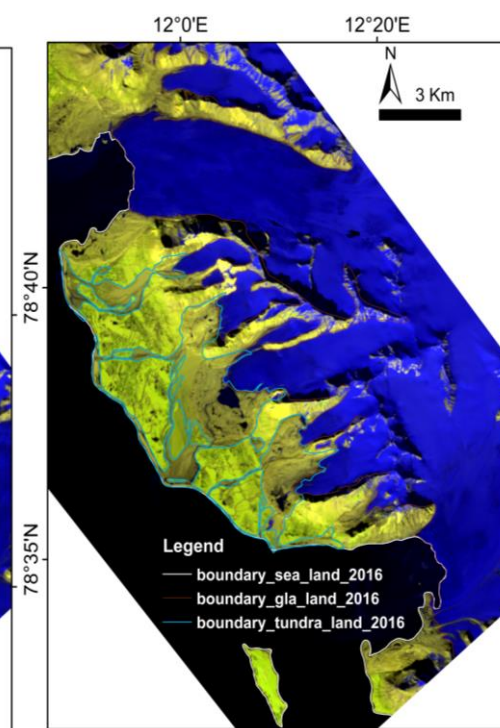 12°0'E 12°20'E
N
3 Km
78°40'N
78°35'N
Legend
boundary_sea_land_2016
boundary_gla_land_2016
boundary_tundra_land_2016